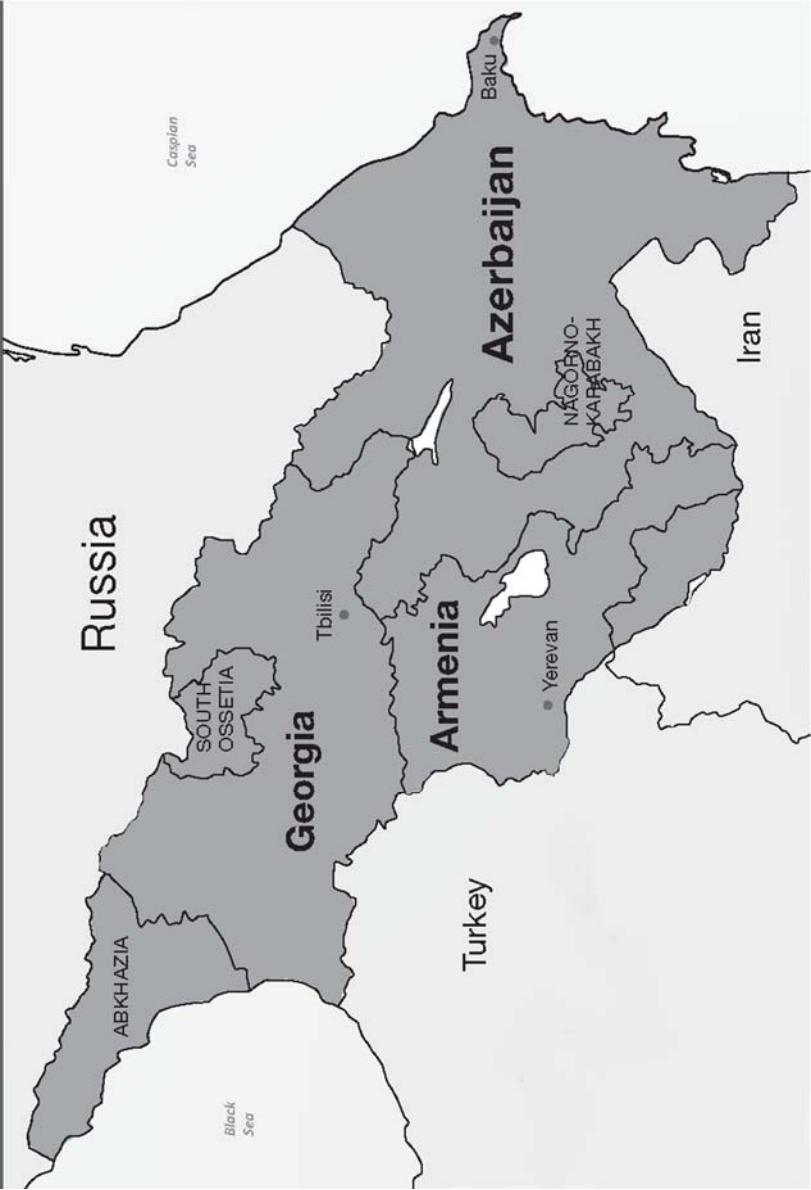 Russia
Caspian
Sea
ABKHAZIA
SOUTH
OSSETIA
Black
Sea
Georgia
Tbilisi
Baku
Azerbaijan
Armenia
Turkey
Yerevan
NAGORNO-
KARABAKH
Iran